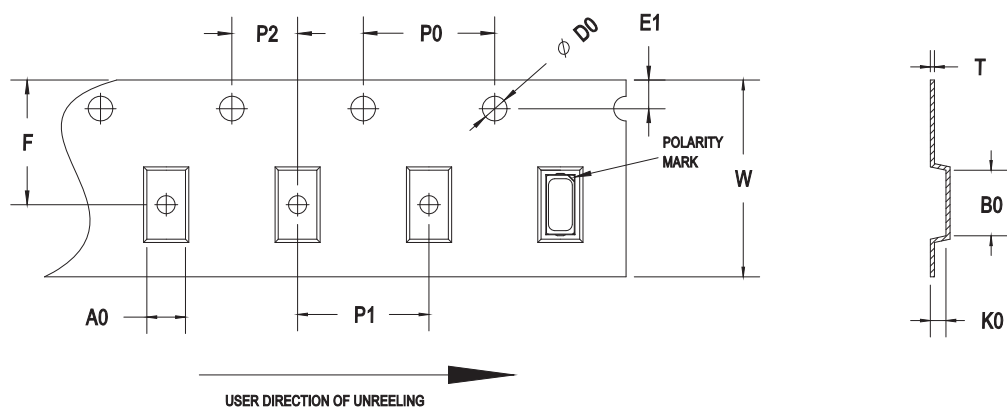 P2
P0
Ø D0
E1
T
F
POLARITY
MARK
W
B0
A0
P1
K0
USER DIRECTION OF UNREELING